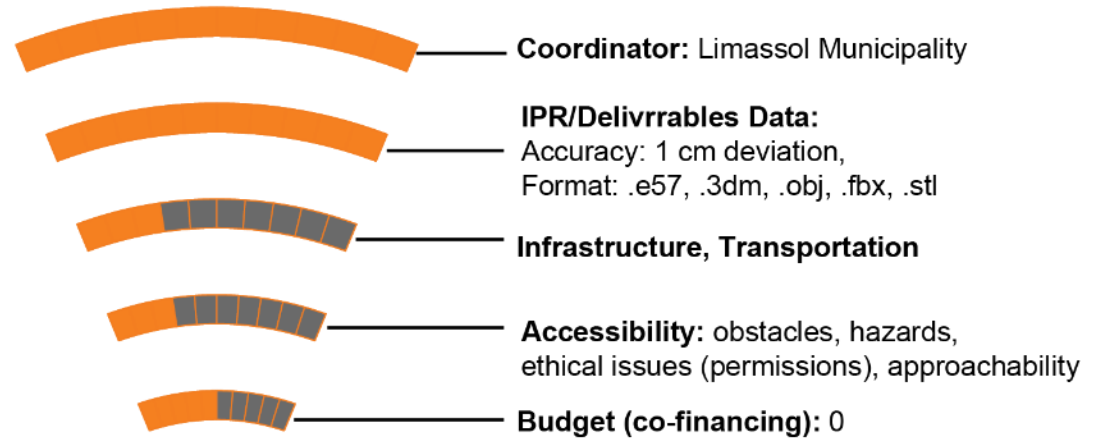 Coordinator: Limassol Municipality
IPR/Delivrrables Data:
Accuracy: 1 cm deviation,
Format: .e57, .3dm, .obj, .fbx, .stl
Infrastructure, Transportation
Accessibility: obstacles, hazards,
ethical issues (permissions), approachability
Budget (co-financing): 0